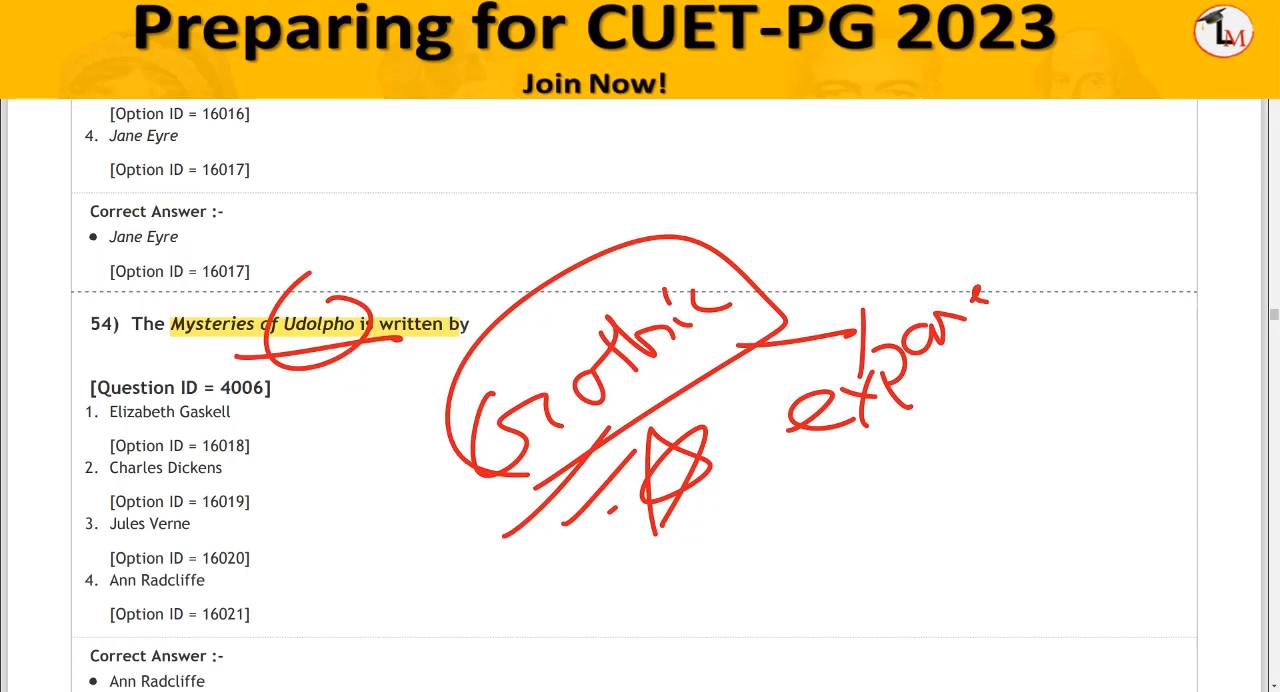 Preparing for CUET-PG 2023
Join Now!
LM
[Option ID = 16016]
4. Jane Eyre
[Option ID = 16017]
Correct Answer :-
• Jane Eyre
[Option ID = 16017]
54) The Mysteries of Udolpho is written by
Gothic
[Question ID = 4006]
1. Elizabeth Gaskell
[Option ID = 16018]
2. Charles Dickens
[Option ID = 16019]
3. Jules Verne
[Option ID = 16020]
4. Ann Radcliffe
[Option ID = 16021]
Correct Answer :-
• Ann Radcliffe